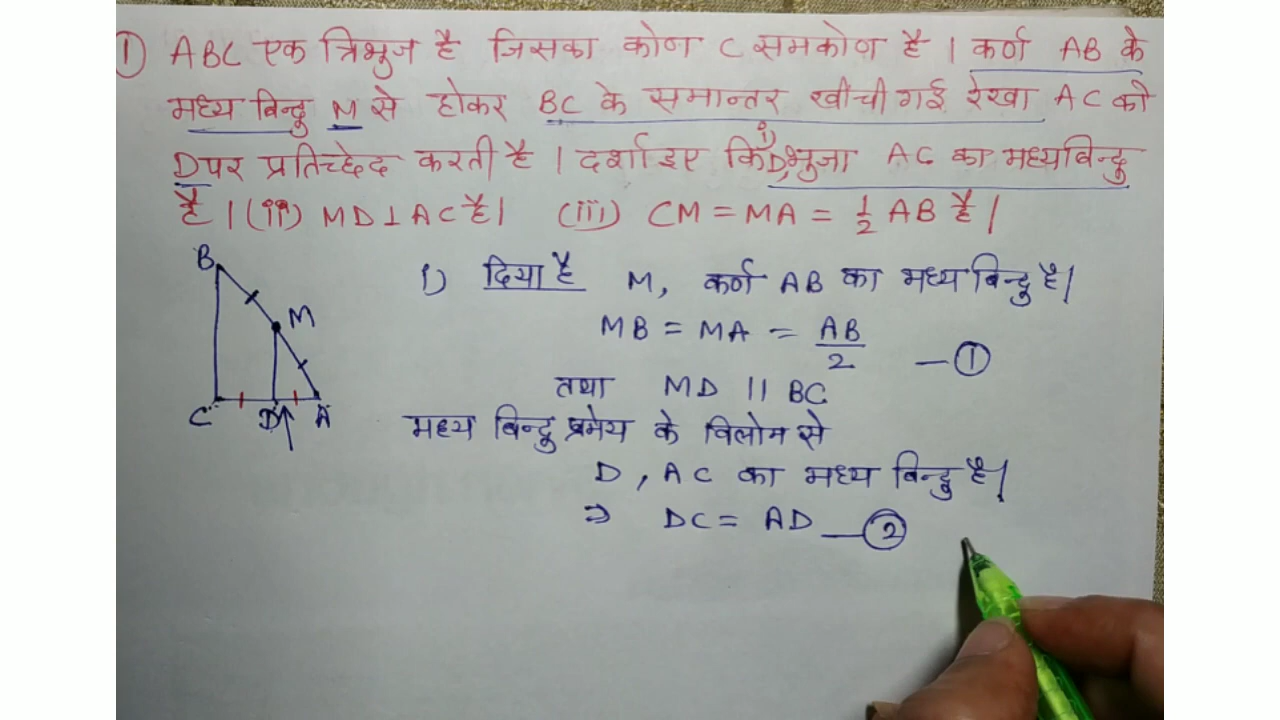 1) ABC एक त्रिभुज है जिसका कोण C समकोण है | कर्ण AB के
मध्य बिन्दु M से होकर BC के समान्तर खींची गई रेखा AC को
D पर प्रतिच्छेद करती है | दर्शाइए कि i) D, भुजा AC का मध्यबिन्दु
है | (ii) MD ⊥ AC है | (iii) CM = MA = 1/2 AB है |
B
M
C D A
1) दिया है M, कर्ण AB का मध्य बिन्दु है |
MB = MA = AB/2 — ①
तथा MD || BC
मध्य बिन्दु प्रमेय के विलोम से
D, AC का मध्य बिन्दु है |
⇒ DC = AD — ②